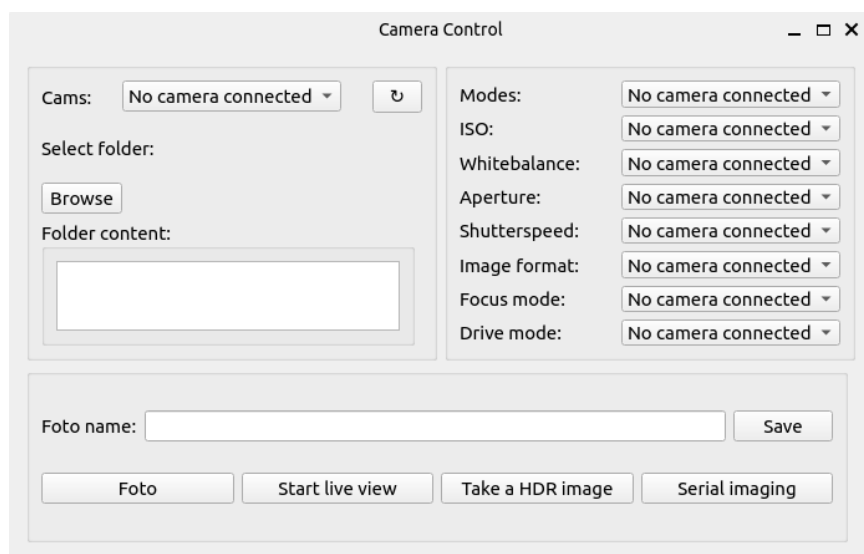 Camera Control
Cams: No camera connected ↻
Select folder:
Browse
Folder content:
Modes: No camera connected
ISO: No camera connected
Whitebalance: No camera connected
Aperture: No camera connected
Shutterspeed: No camera connected
Image format: No camera connected
Focus mode: No camera connected
Drive mode: No camera connected
Foto name: Save
Foto Start live view Take a HDR image Serial imaging